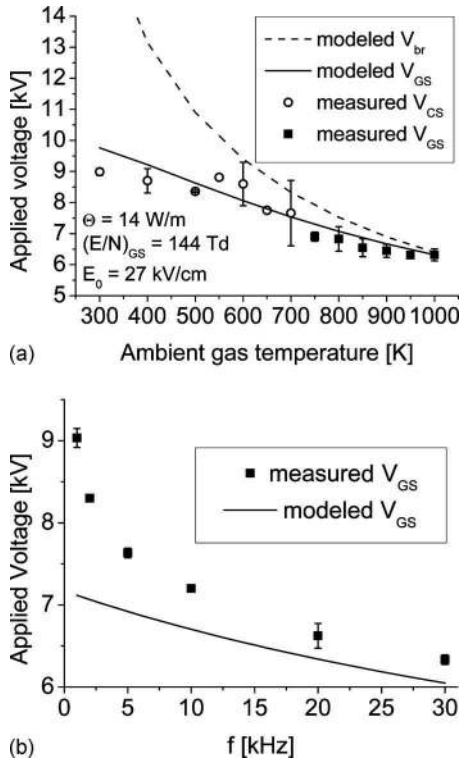 14
13
12
11
10
9
8
7
6
5
Applied voltage [kV]
modeled V_br
modeled V_GS
measured V_CS
measured V_GS
Θ = 14 W/m
(E/N)_GS = 144 Td
E_0 = 27 kV/cm
300 400 500 600 700 800 900 1000
(a) Ambient gas temperature [K]
9
8
7
6
Applied Voltage [kV]
measured V_GS
modeled V_GS
0 5 10 15 20 25 30
(b) f [kHz]